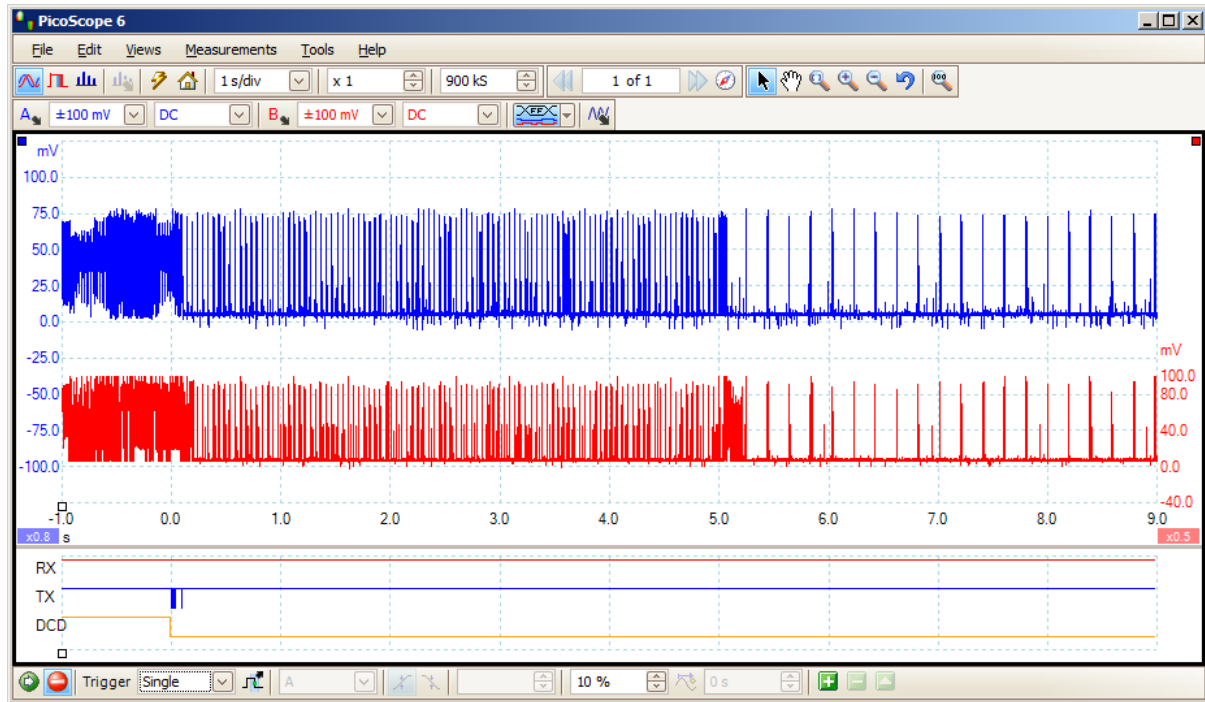 PicoScope 6
File Edit Views Measurements Tools Help
1 s/div x 1 900 kS 1 of 1 100
A ±100 mV DC B ±100 mV DC FF
mV
100.0
75.0
50.0
25.0
0.0
-25.0 mV
100.0
-50.0 80.0
-75.0 40.0
-100.0 0.0
-40.0
-1.0 0.0 1.0 2.0 3.0 4.0 5.0 6.0 7.0 8.0 9.0
x0.8 s x0.5
RX
TX
DCD
Trigger Single A 10 % 0 s